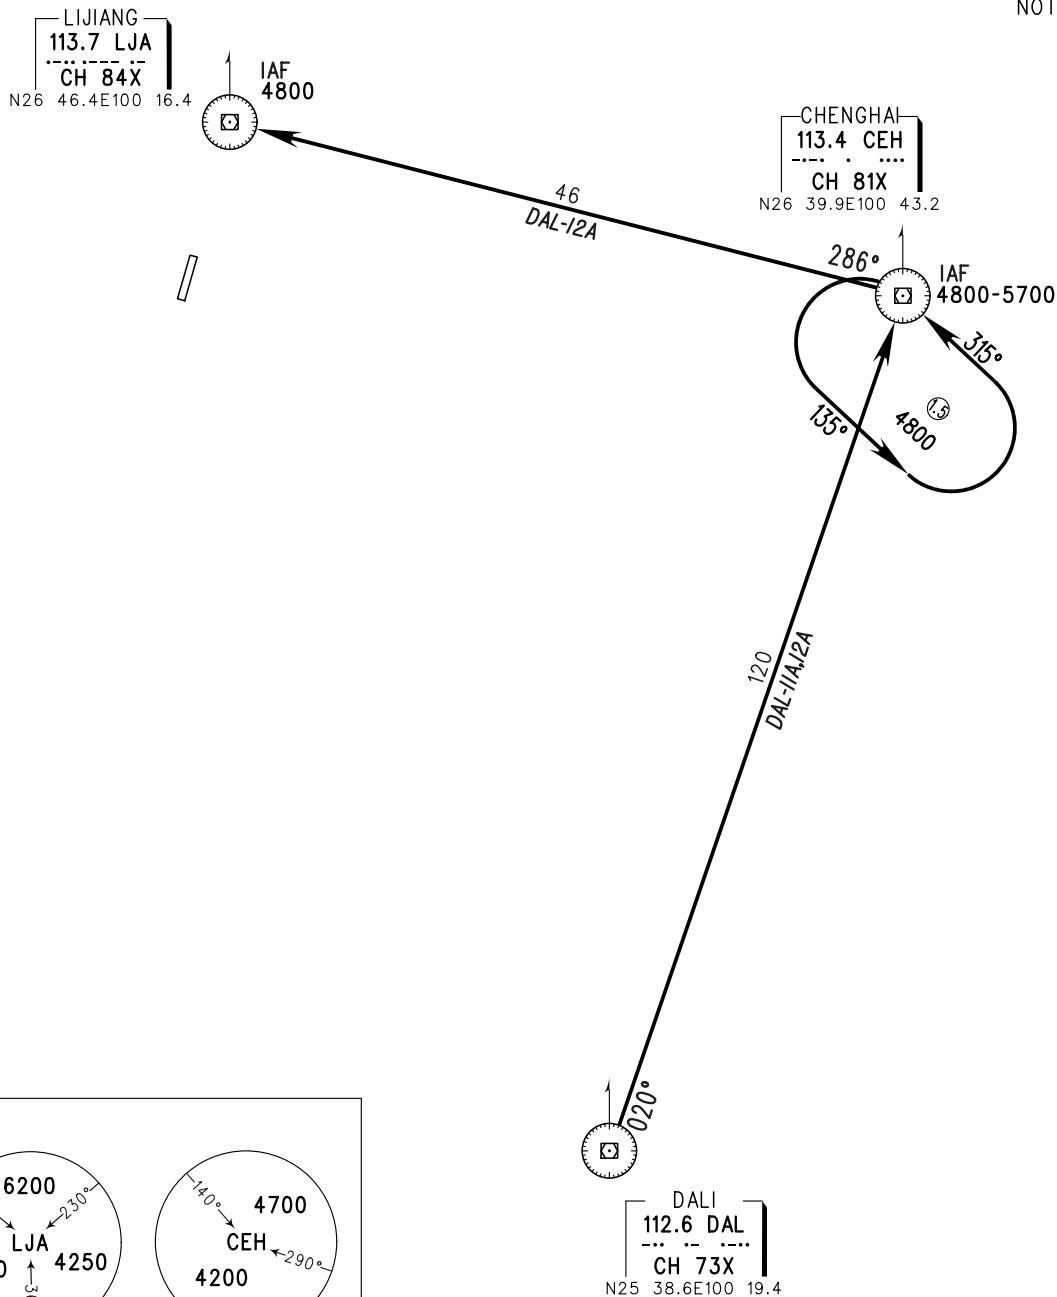 NOT
LIJIANG
113.7 LJA
CH 84X
N26 46.4E100 16.4
IAF
4800
CHENGHAI
113.4 CEH
CH 81X
N26 39.9E100 43.2
46
DAL-12A
286°
IAF
4800-5700
315°
1.5
4800
135°
120
DAL-11A,12A
020°
DALI
112.6 DAL
CH 73X
N25 38.6E100 19.4
6200
230°
LJA
4250
0
140°
4700
CEH
290°
4200